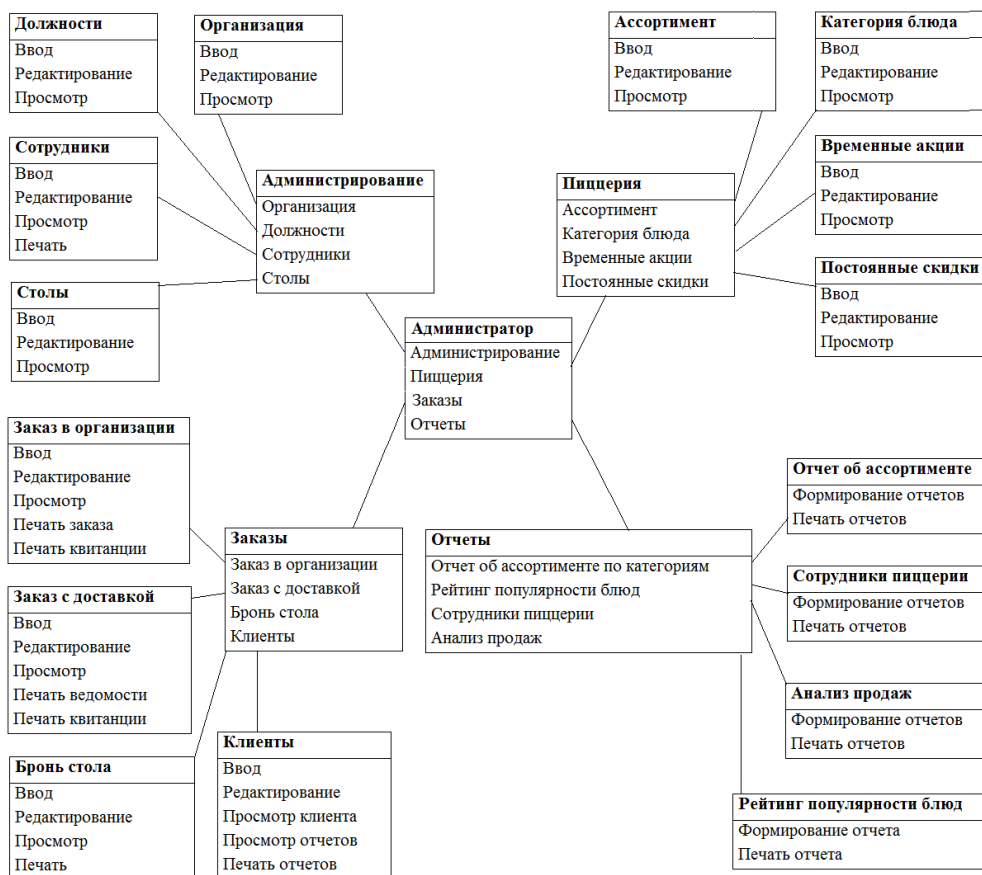 Должности
Ввод
Редактирование
Просмотр
Организация
Ввод
Редактирование
Просмотр
Ассортимент
Ввод
Редактирование
Просмотр
Категория блюда
Ввод
Редактирование
Просмотр
Сотрудники
Ввод
Редактирование
Просмотр
Печать
Администрирование
Организация
Должности
Сотрудники
Столы
Пиццерия
Ассортимент
Категория блюда
Временные акции
Постоянные скидки
Временные акции
Ввод
Редактирование
Просмотр
Столы
Ввод
Редактирование
Просмотр
Администратор
Администрирование
Пиццерия
Заказы
Отчеты
Постоянные скидки
Ввод
Редактирование
Просмотр
Заказ в организации
Ввод
Редактирование
Просмотр
Печать заказа
Печать квитанции
Заказы
Заказ в организации
Заказ с доставкой
Бронь стола
Клиенты
Отчеты
Отчет об ассортименте по категориям
Рейтинг популярности блюд
Сотрудники пиццерии
Анализ продаж
Отчет об ассортименте
Формирование отчетов
Печать отчетов
Заказ с доставкой
Ввод
Редактирование
Просмотр
Печать ведомости
Печать квитанции
Сотрудники пиццерии
Формирование отчетов
Печать отчетов
Анализ продаж
Формирование отчетов
Печать отчетов
Бронь стола
Ввод
Редактирование
Просмотр
Печать
Клиенты
Ввод
Редактирование
Просмотр клиента
Просмотр отчетов
Печать отчетов
Рейтинг популярности блюд
Формирование отчета
Печать отчета